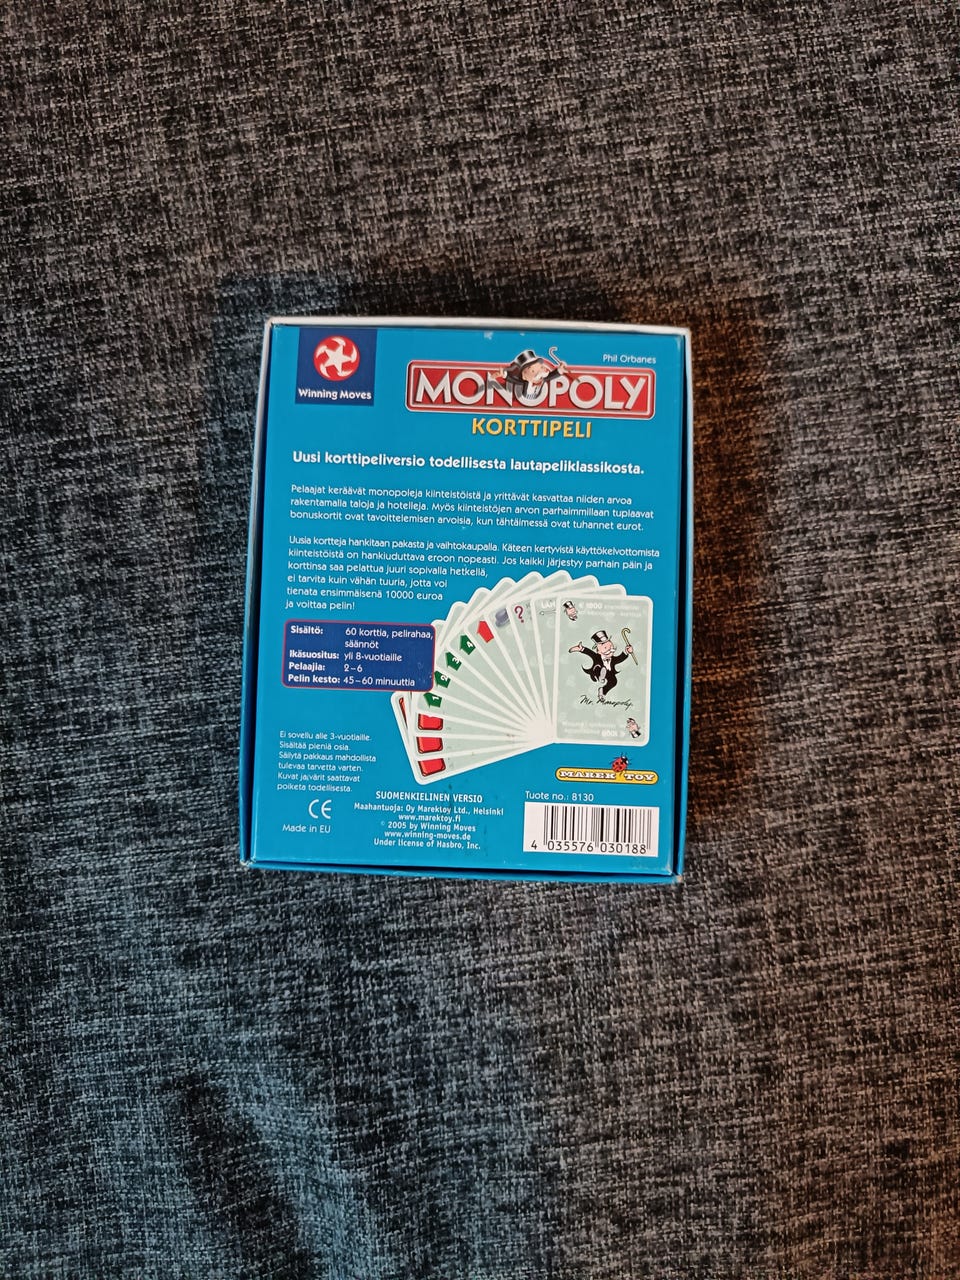 Winning Moves
Phil Orbanes
MONOPOLY
KORTTIPELI
Uusi korttipeliversio todellisesta lautapeliklassikosta.
Pelaajat keräävät monopoleja kiinteistöistä ja yrittävät kasvattaa niiden arvoa
rakentamalla taloja ja hotelleja. Myös kiinteistöjen arvon parhaimmillaan tuplaavat
bonuskortit ovat tavoittelemisen arvoisia, kun tähtäimessä ovat tuhannet eurot.
Uusia kortteja hankitaan pakasta ja vaihtokaupalla. Käteen kertyvistä käyttökelvottomista
kiinteistöistä on hankiuduttava eroon nopeasti. Jos kaikki järjestyy parhain päin ja
korttinsa saa pelattua juuri sopivalla hetkellä,
ei tarvita kuin vähän tuuria, jotta voi
tienata ensimmäisenä 10000 euroa
ja voittaa pelin!
Sisältö: 60 korttia, pelirahaa,
säännöt
Ikäsuositus: yli 8-vuotiaille
Pelaajia: 2-6
Pelin kesto: 45-60 minuuttia
1
2
3
4
?
€ 1000
Mr. Monopoly.
€ 1000
Ei sovellu alle 3-vuotiaille.
Sisältää pieniä osia.
Säilytä pakkaus mahdollista
tulevaa tarvetta varten.
Kuvat ja värit saattavat
poiketa todellisesta.
CE
Made in EU
SUOMENKIELINEN VERSIO
Maahantuoja: Oy Marektoy Ltd., Helsinki
www.marektoy.fi
© 2005 by Winning Moves
www.winning-moves.de
Under license of Hasbro, Inc.
MAREK TOY
Tuote no.: 8130
4 035576 030188